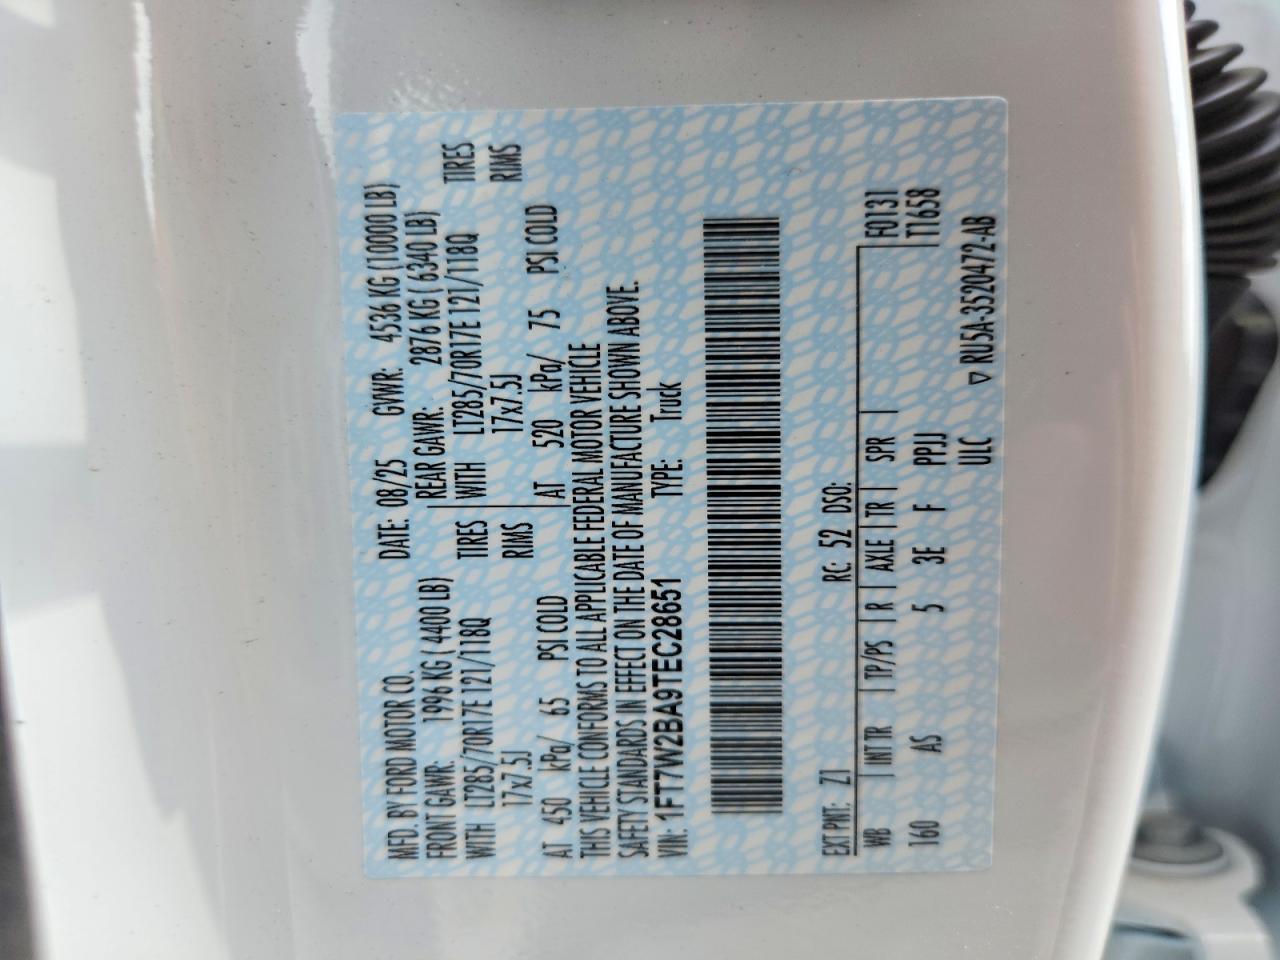 MFD. BY FORD MOTOR CO.
DATE: 08/25 GVWR: 4536 KG (10000 LB)
FRONT GAWR: 1996 KG ( 4400 LB)
REAR GAWR: 2876 KG ( 6340 LB)
WITH LT285/70R17E 121/118Q TIRES
WITH LT285/70R17E 121/118Q TIRES
17x7.5J RIMS
17x7.5J RIMS
AT 450 kPa/ 65 PSI COLD
AT 520 kPa/ 75 PSI COLD
THIS VEHICLE CONFORMS TO ALL APPLICABLE FEDERAL MOTOR VEHICLE
SAFETY STANDARDS IN EFFECT ON THE DATE OF MANUFACTURE SHOWN ABOVE.
VIN: 1FT7W2BA9TEC28651 TYPE: Truck
EXT PNT: Z1 RC: 52 DSO:
WB INT TR TP/PS R AXLE TR SPR F0131
160 AS 5 3E F PPJJ T1658
ULC ▽ RU5A-3520472-AB